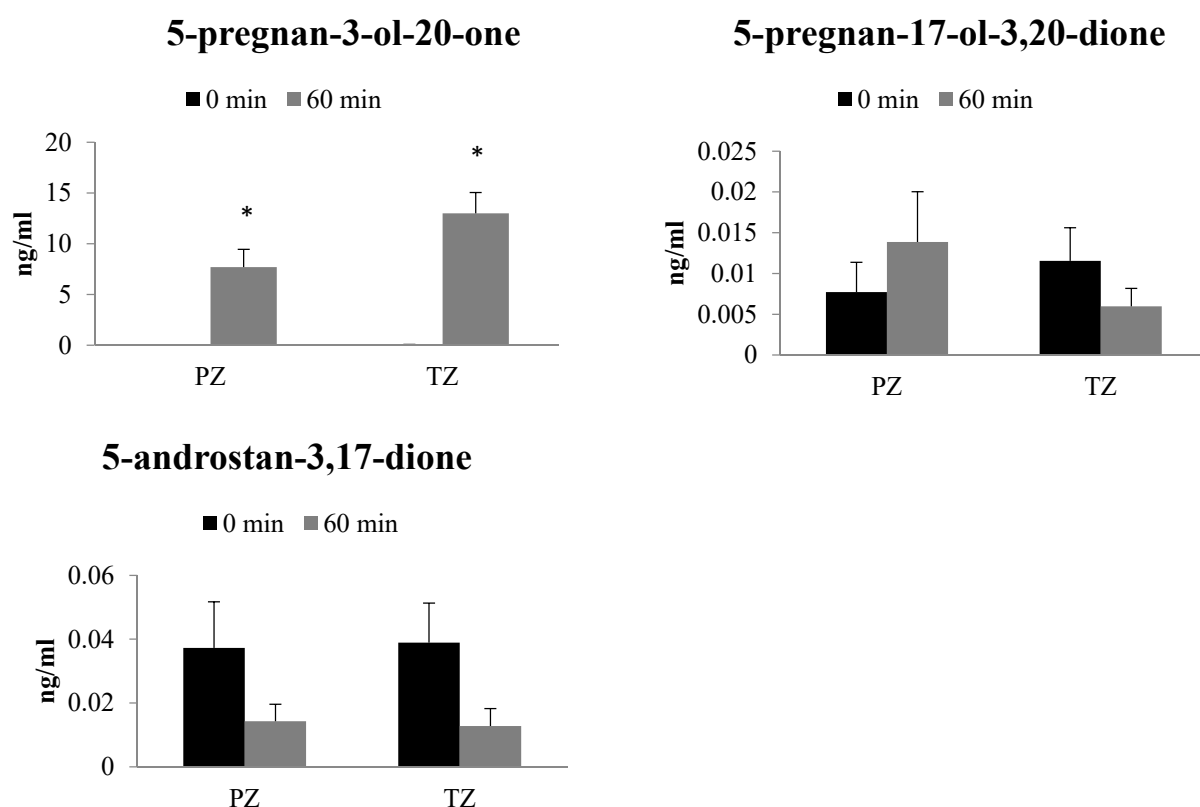 5-pregnan-3-ol-20-one
0 min 60 min
20
15
10
5
0
ng/ml
*
*
PZ TZ
5-pregnan-17-ol-3,20-dione
0 min 60 min
0.025
0.02
0.015
0.01
0.005
0
ng/ml
PZ TZ
5-androstan-3,17-dione
0 min 60 min
0.06
0.04
0.02
0
ng/ml
PZ TZ